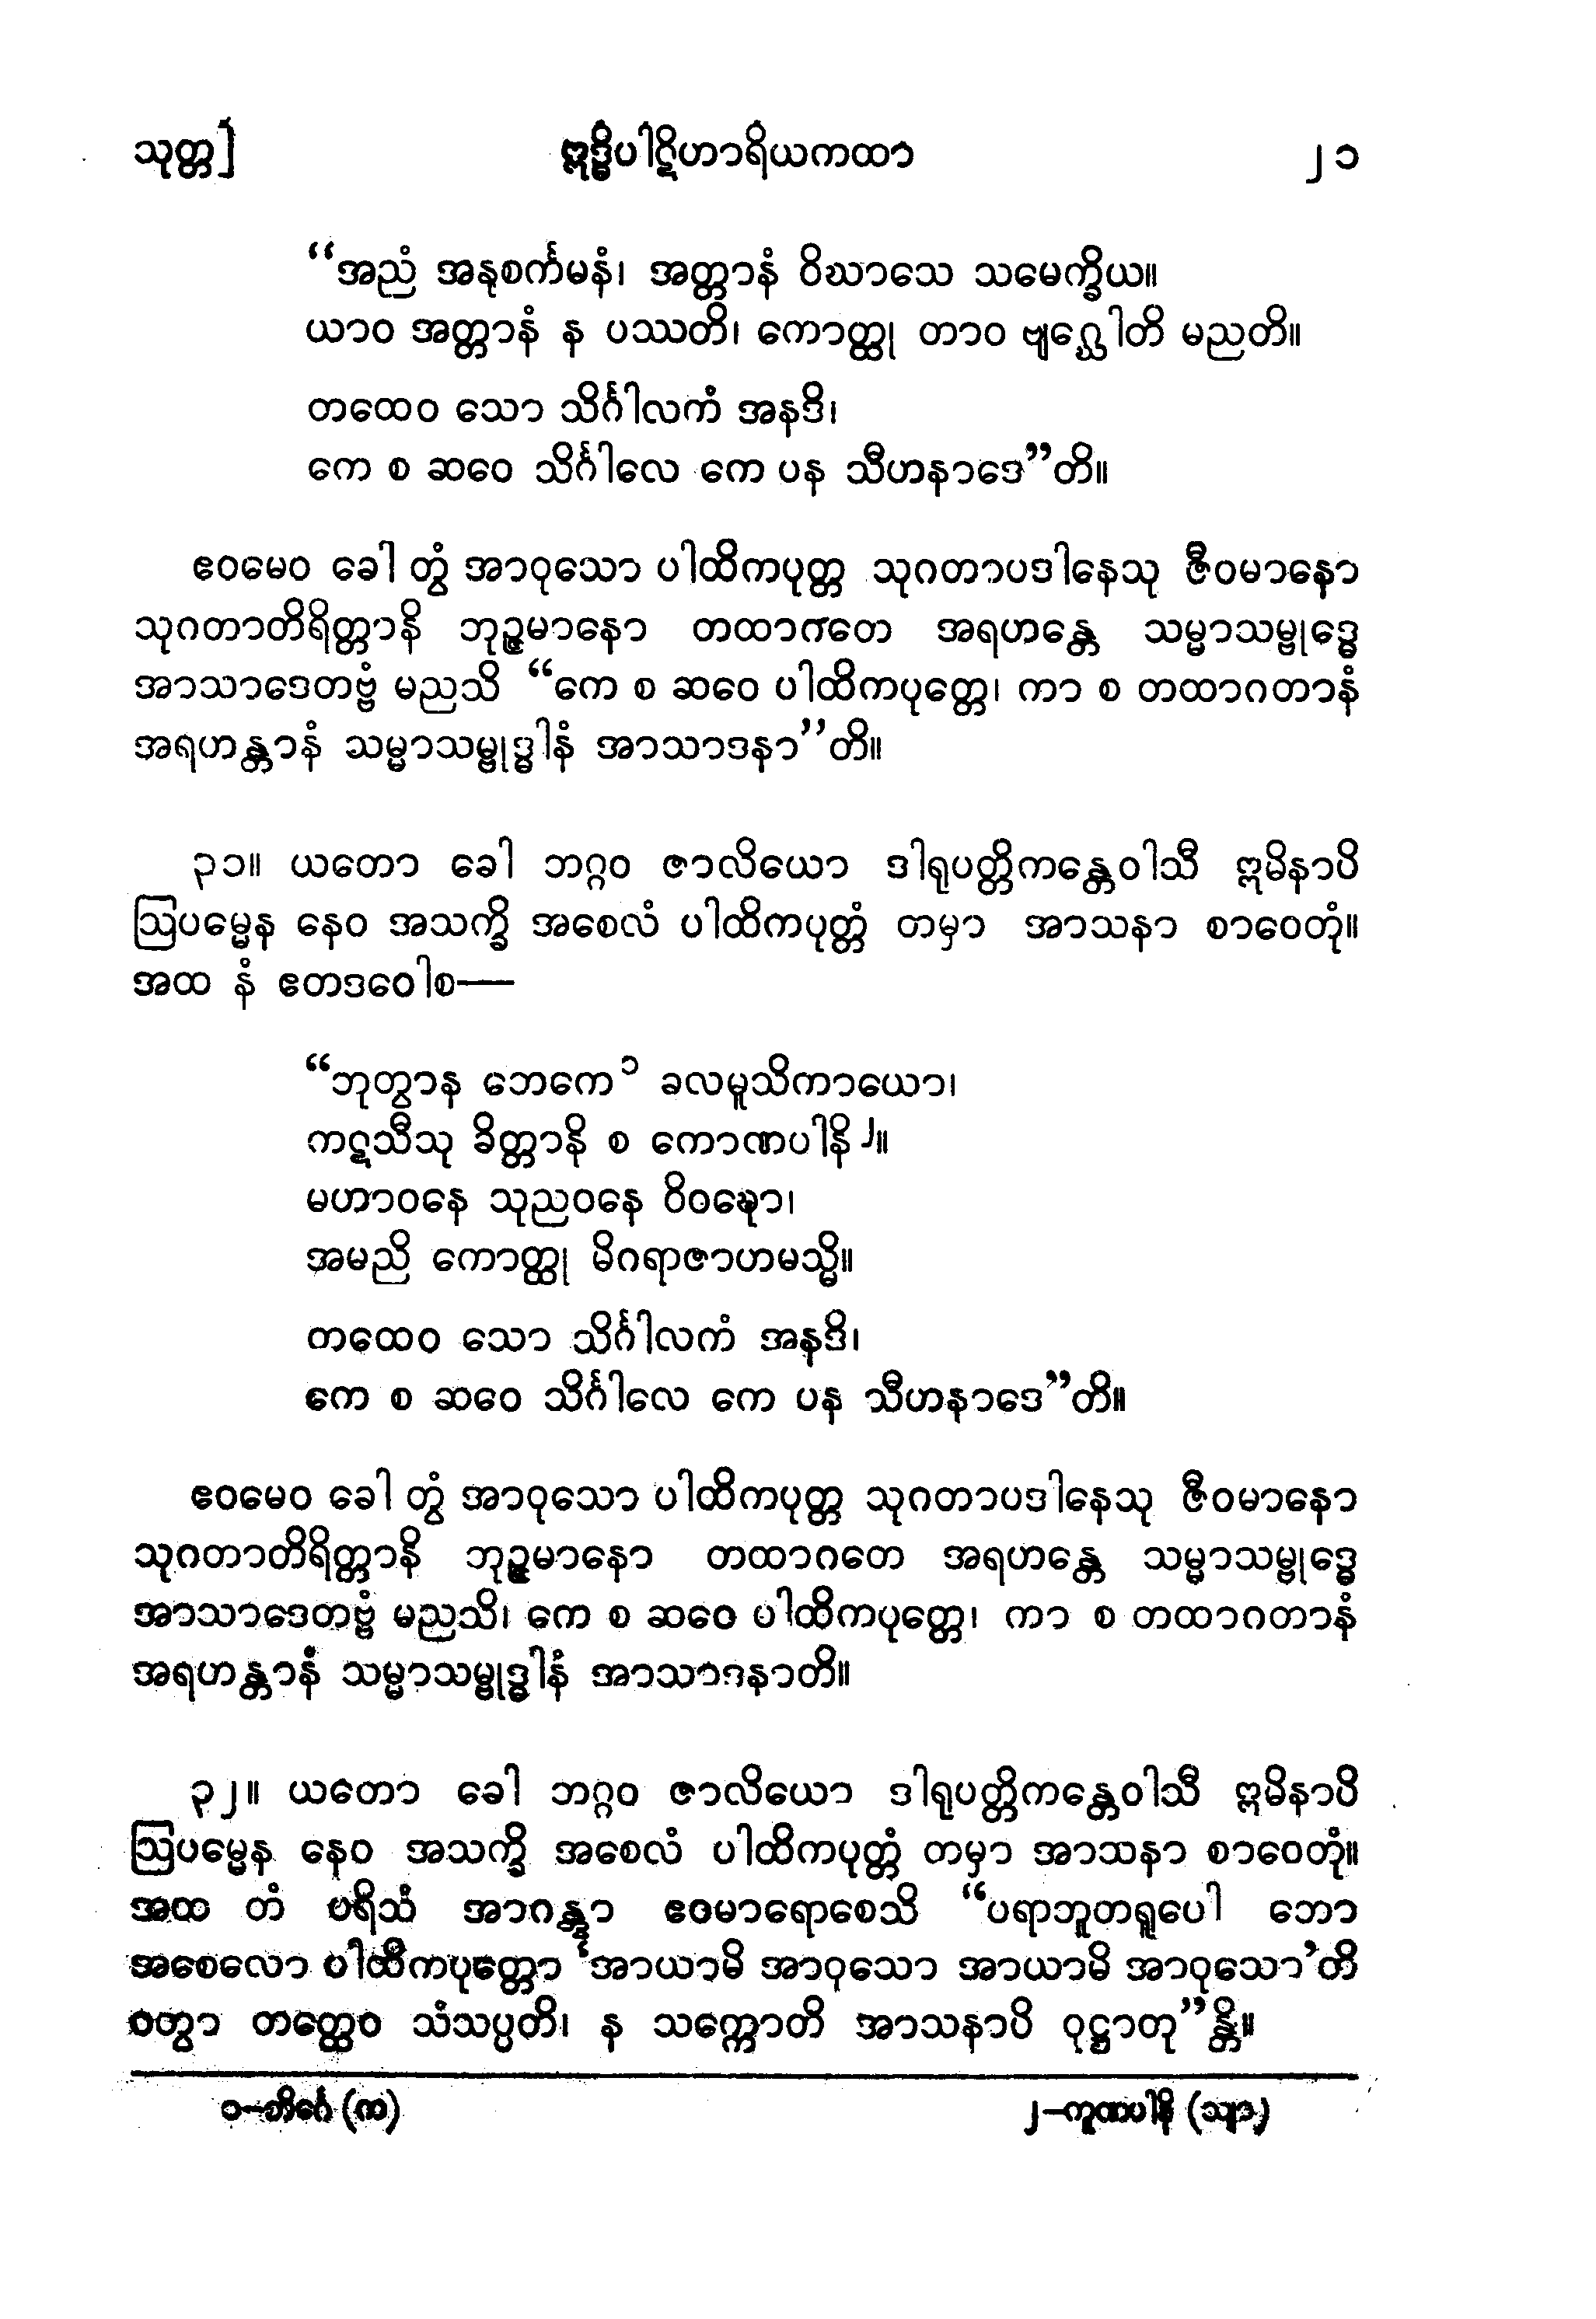 သုတ္တ]	ဣဒ္ဓိပါဋိဟာရိယကထာ	၂၁
“အညံ အနုစင်္ကမနံ၊ အတ္တာနံ ဝိဃာသေ သမေက္ခိယ။
ယာဝ အတ္တာနံ န ပဿတိ၊ ကောတ္ထု တာဝ ဗျဂ္ဃေါတိ မညတိ။
တထေဝ သော သိင်္ဂါလကံ အနဒိ၊
ကေ စ ဆဝေ သိင်္ဂါလေ ကေ ပန သီဟနာဒေ”တိ။
ဧဝမေဝ ခေါ တွံ အာဝုသော ပါထိကပုတ္တ သုဂတာပဒါနေသု ဇီဝမာနော
သုဂတာတိရိတ္တာနိ ဘုဉ္ဇမာနော တထာဂတေ အရဟန္တေ သမ္မာသမ္ဗုဒ္ဓေ
အာသာဒေတဗ္ဗံ မညသိ “ကေ စ ဆဝေ ပါထိကပုတ္တေ၊ ကာ စ တထာဂတာနံ
အရဟန္တာနံ သမ္မာသမ္ဗုဒ္ဓါနံ အာသာဒနာ”တိ။
၃၁။ ယတော ခေါ ဘဂ္ဂဝ ဇာလိယော ဒါရုပတ္တိကန္တေဝါသီ ဣမိနာပိ
ဩပမ္မေန နေဝ အသက္ခိ အစေလံ ပါထိကပုတ္တံ တမှာ အာသနာ စာဝေတုံ။
အထ နံ ဧတဒဝေါစ—
“ဘုတွာန ဘေကေ ၁ ခလမူသိကာယော၊
ကဋသီသု ခိတ္တာနိ စ ကောဏပါနိ ၂။
မဟာဝနေ သုညဝနေ ဝိဝဍ္ဎော၊
အမညိ ကောတ္ထု မိဂရာဇာဟမသ္မိ။
တထေဝ သော သိင်္ဂါလကံ အနဒိ၊
ကေ စ ဆဝေ သိင်္ဂါလေ ကေ ပန သီဟနာဒေ”တိ။
ဧဝမေဝ ခေါ တွံ အာဝုသော ပါထိကပုတ္တ သုဂတာပဒါနေသု ဇီဝမာနော
သုဂတာတိရိတ္တာနိ ဘုဉ္ဇမာနော တထာဂတေ အရဟန္တေ သမ္မာသမ္ဗုဒ္ဓေ
အာသာဒေတဗ္ဗံ မညသိ၊ ကေ စ ဆဝေ ပါထိကပုတ္တေ၊ ကာ စ တထာဂတာနံ
အရဟန္တာနံ သမ္မာသမ္ဗုဒ္ဓါနံ အာသာဒနာတိ။
၃၂။ ယတော ခေါ ဘဂ္ဂဝ ဇာလိယော ဒါရုပတ္တိကန္တေဝါသီ ဣမိနာပိ
ဩပမ္မေန နေဝ အသက္ခိ အစေလံ ပါထိကပုတ္တံ တမှာ အာသနာ စာဝေတုံ။
အထ တံ ပရိသံ အာဂန္တွာ ဧဝမာရောစေသိ “ပရာဘူတရူပေါ ဘော
အစေလော ပါထိကပုတ္တော ‘အာယာမိ အာဝုသော အာယာမိ အာဝုသော’တိ
ဝတွာ တတ္ထေဝ သံသပ္ပတိ၊ န သက္ကောတိ အာသနာပိ ဝုဋ္ဌာတု”န္တိ။
၁–ဘိင်္ဂေ (က)	၂–ကူဏပါနိ (သျာ)